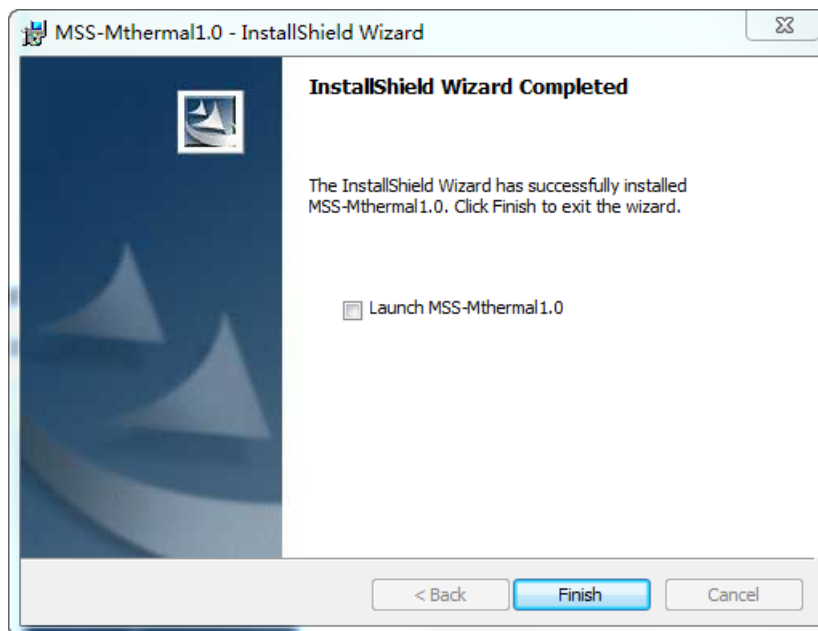 MSS-Mthermal1.0 - InstallShield Wizard
InstallShield Wizard Completed
The InstallShield Wizard has successfully installed
MSS-Mthermal1.0. Click Finish to exit the wizard.
Launch MSS-Mthermal1.0
< Back
Finish
Cancel